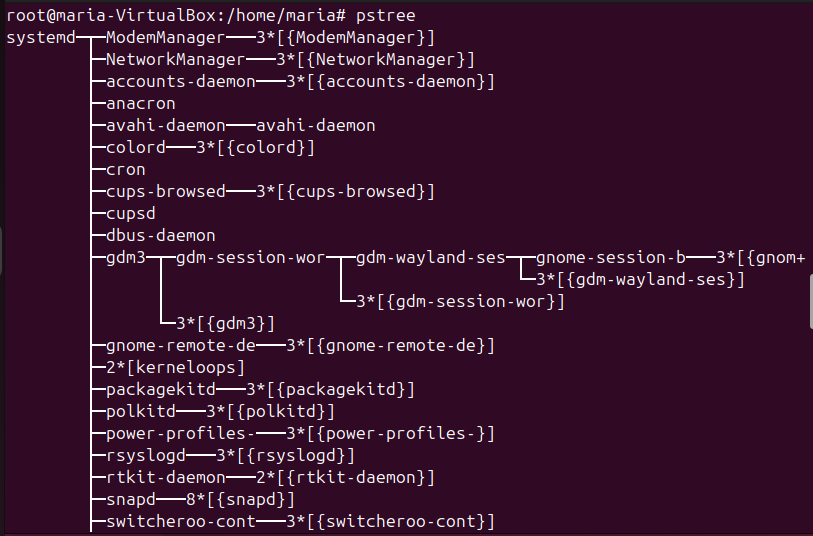 root@maria-VirtualBox:/home/maria# pstree
systemd─┬─ModemManager───3*[{ModemManager}]
        ├─NetworkManager───3*[{NetworkManager}]
        ├─accounts-daemon───3*[{accounts-daemon}]
        ├─anacron
        ├─avahi-daemon───avahi-daemon
        ├─colord───3*[{colord}]
        ├─cron
        ├─cups-browsed───3*[{cups-browsed}]
        ├─cupsd
        ├─dbus-daemon
        ├─gdm3─┬─gdm-session-wor─┬─gdm-wayland-ses─┬─gnome-session-b───3*[{gnom+
        │      │                 │                 └─3*[{gdm-wayland-ses}]
        │      │                 └─3*[{gdm-session-wor}]
        │      └─3*[{gdm3}]
        ├─gnome-remote-de───3*[{gnome-remote-de}]
        ├─2*[kerneloops]
        ├─packagekitd───3*[{packagekitd}]
        ├─polkitd───3*[{polkitd}]
        ├─power-profiles-───3*[{power-profiles-}]
        ├─rsyslogd───3*[{rsyslogd}]
        ├─rtkit-daemon───2*[{rtkit-daemon}]
        ├─snapd───8*[{snapd}]
        ├─switcheroo-cont───3*[{switcheroo-cont}]